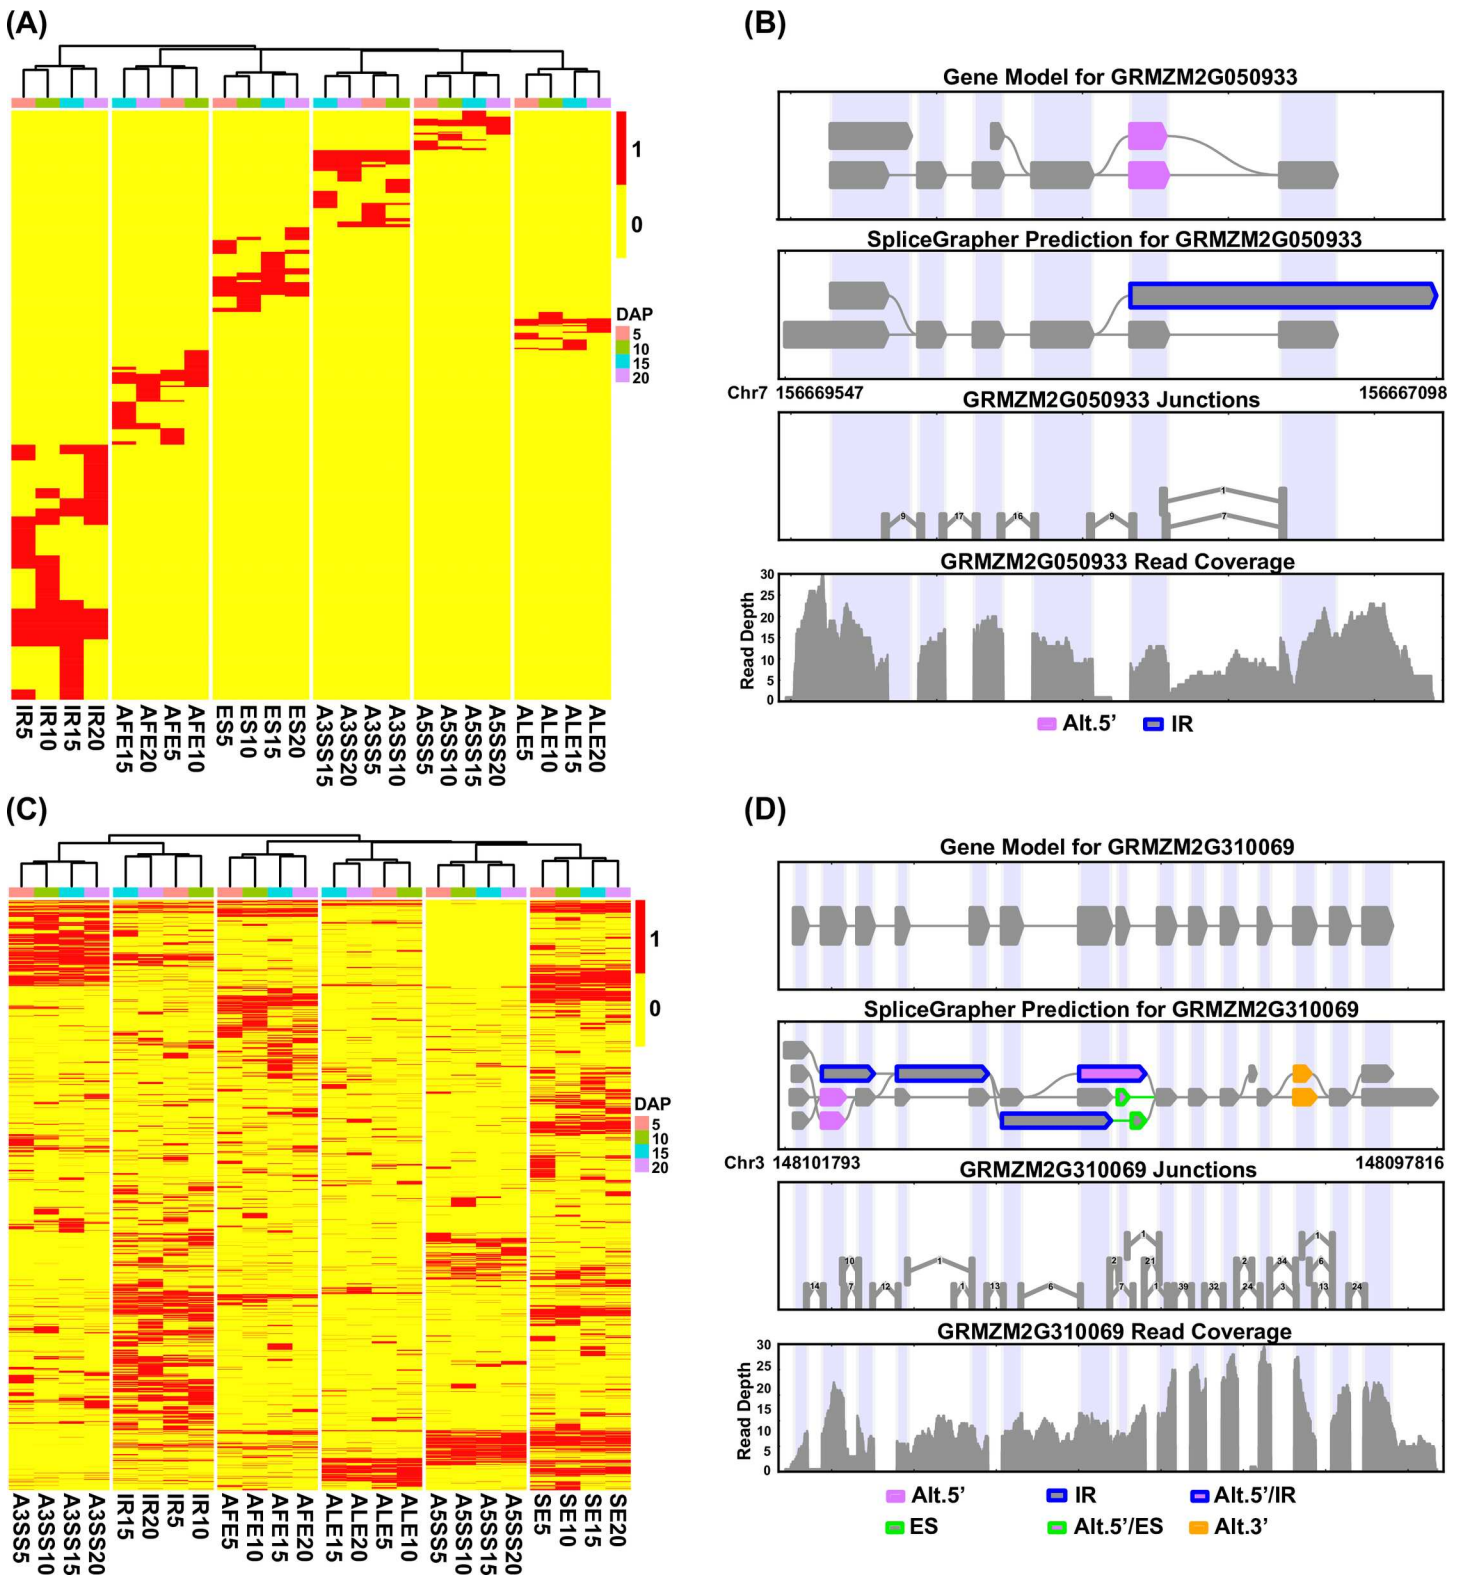 (A)
1
0
DAP
5
10
15
20
IR5 IR10 IR15 IR20 AFE15 AFE20 AFE5 AFE10 ES5 ES10 ES15 ES20 A3SS15 A3SS20 A3SS5 A3SS10 A5SS5 A5SS10 A5SS15 A5SS20 ALE5 ALE10 ALE15 ALE20
(B)
Gene Model for GRMZM2G050933
SpliceGrapher Prediction for GRMZM2G050933
Chr7 156669547 156667098
GRMZM2G050933 Junctions
1
9 17 16 9 7
GRMZM2G050933 Read Coverage
Read Depth
30
25
20
15
10
5
0
Alt.5' IR
(C)
1
0
DAP
5
10
15
20
A3SS5 A3SS10 A3SS15 A3SS20 IR15 IR20 IR5 IR10 AFE5 AFE10 AFE15 AFE20 ALE15 ALE20 ALE5 ALE10 A5SS5 A5SS10 A5SS15 A5SS20 SE5 SE10 SE15 SE20
(D)
Gene Model for GRMZM2G310069
SpliceGrapher Prediction for GRMZM2G310069
Chr3 148101793 148097816
GRMZM2G310069 Junctions
1 1
10 1 2 21 2 34 6
14 7 12 1 13 6 7 1 39 32 24 3 13 24
GRMZM2G310069 Read Coverage
Read Depth
30
25
20
15
10
5
0
Alt.5' IR Alt.5'/IR
ES Alt.5'/ES Alt.3'